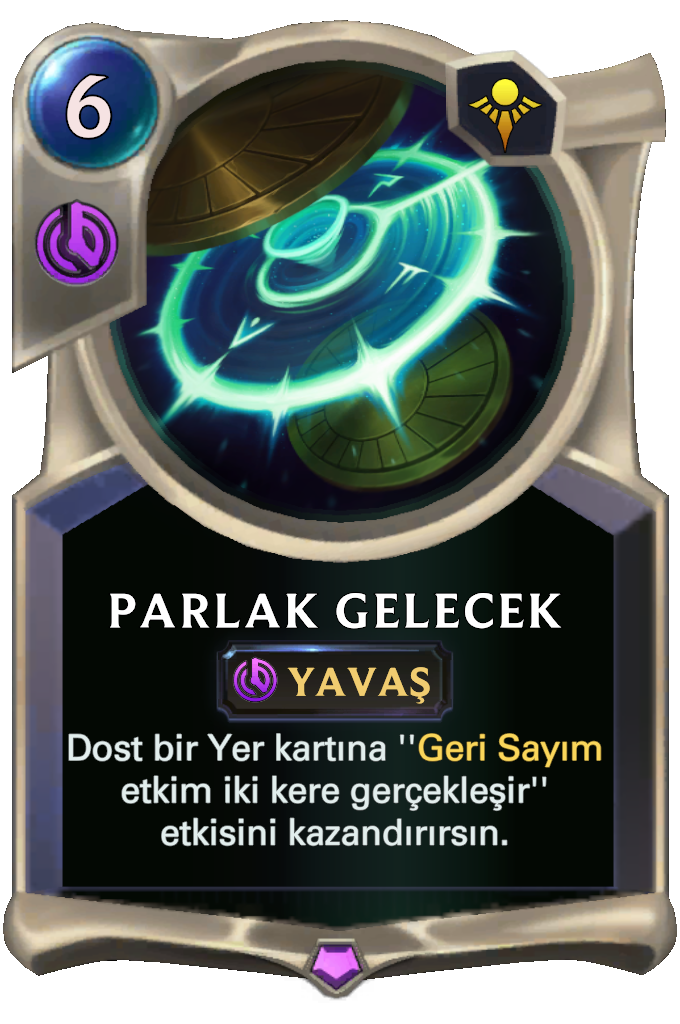 6
PARLAK GELECEK
YAVAŞ
Dost bir Yer kartına ''Geri Sayım
etkim iki kere gerçekleşir''
etkisini kazandırırsın.